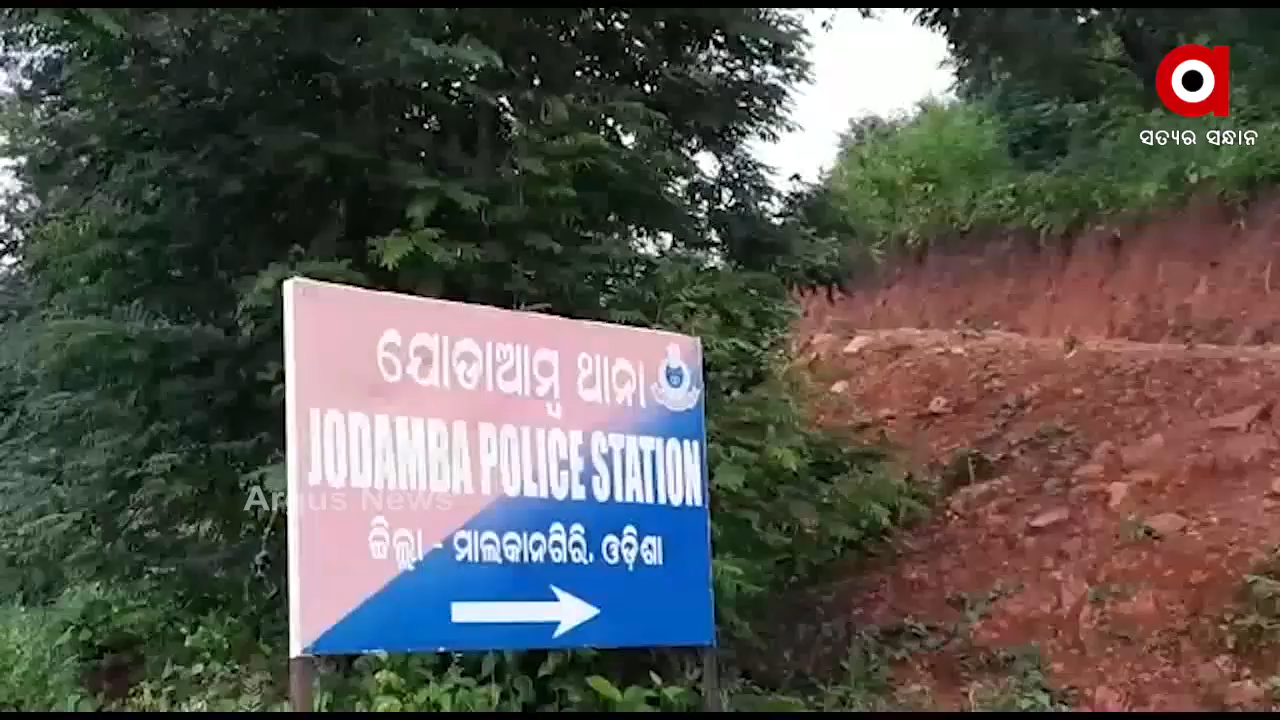 ସତ୍ୟର ସନ୍ଧାନ
ଯୋଡାଆମ୍ବ ଥାନା
JODAMBA POLICE STATION
Argus News
ଜିଲ୍ଲା - ମାଲକାନଗିରି. ଓଡ଼ିଶା